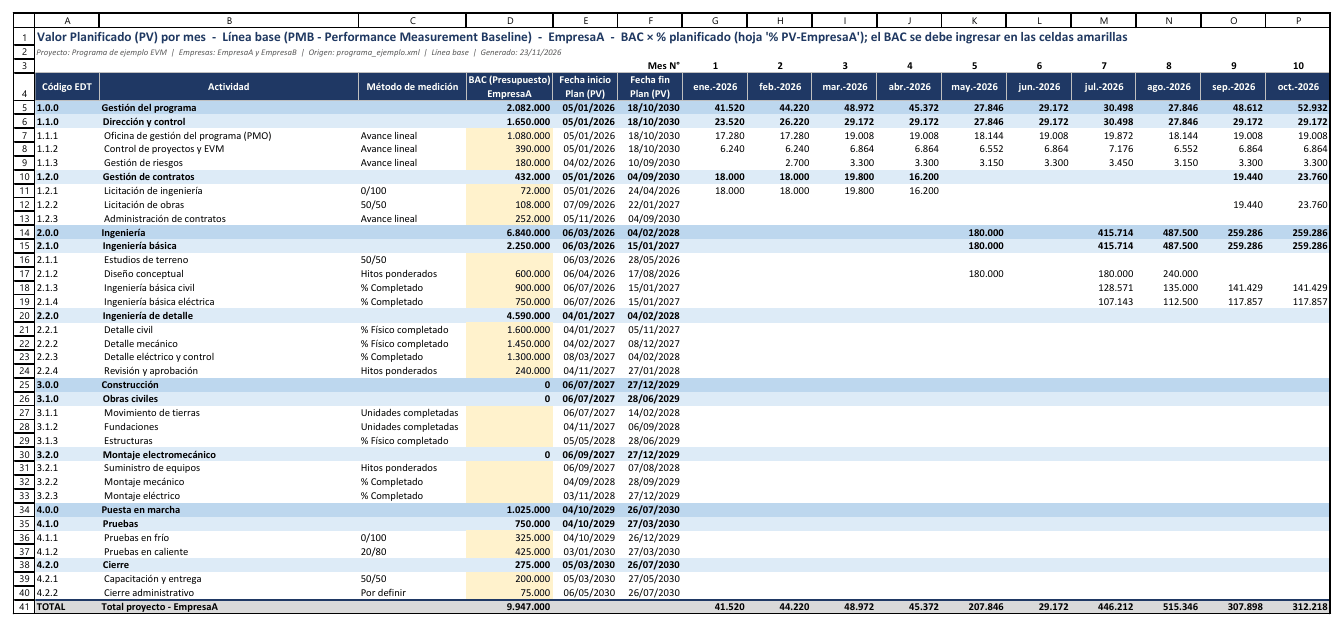 A B C D E F G H I J K L M N O P
1 Valor Planificado (PV) por mes - Línea base (PMB - Performance Measurement Baseline) - EmpresaA - BAC × % planificado (hoja '% PV-EmpresaA'); el BAC se debe ingresar en las celdas amarillas
2 Proyecto: Programa de ejemplo EVM | Empresas: EmpresaA y EmpresaB | Origen: programa_ejemplo.xml | Línea base | Generado: 23/11/2026
3 Mes N° 1 2 3 4 5 6 7 8 9 10
4 Código EDT Actividad Método de medición BAC (Presupuesto) EmpresaA Fecha inicio Plan (PV) Fecha fin Plan (PV) ene.-2026 feb.-2026 mar.-2026 abr.-2026 may.-2026 jun.-2026 jul.-2026 ago.-2026 sep.-2026 oct.-2026
5 1.0.0 Gestión del programa 2.082.000 05/01/2026 18/10/2030 41.520 44.220 48.972 45.372 27.846 29.172 30.498 27.846 48.612 52.932
6 1.1.0 Dirección y control 1.650.000 05/01/2026 18/10/2030 23.520 26.220 29.172 29.172 27.846 29.172 30.498 27.846 29.172 29.172
7 1.1.1 Oficina de gestión del programa (PMO) Avance lineal 1.080.000 05/01/2026 18/10/2030 17.280 17.280 19.008 19.008 18.144 19.008 19.872 18.144 19.008 19.008
8 1.1.2 Control de proyectos y EVM Avance lineal 390.000 05/01/2026 18/10/2030 6.240 6.240 6.864 6.864 6.552 6.864 7.176 6.552 6.864 6.864
9 1.1.3 Gestión de riesgos Avance lineal 180.000 04/02/2026 10/09/2030 2.700 3.300 3.300 3.150 3.300 3.450 3.150 3.300 3.300
10 1.2.0 Gestión de contratos 432.000 05/01/2026 04/09/2030 18.000 18.000 19.800 16.200 19.440 23.760
11 1.2.1 Licitación de ingeniería 0/100 72.000 05/01/2026 24/04/2026 18.000 18.000 19.800 16.200
12 1.2.2 Licitación de obras 50/50 108.000 07/09/2026 22/01/2027 19.440 23.760
13 1.2.3 Administración de contratos Avance lineal 252.000 05/11/2026 04/09/2030
14 2.0.0 Ingeniería 6.840.000 06/03/2026 04/02/2028 180.000 415.714 487.500 259.286 259.286
15 2.1.0 Ingeniería básica 2.250.000 06/03/2026 15/01/2027 180.000 415.714 487.500 259.286 259.286
16 2.1.1 Estudios de terreno 50/50 06/03/2026 28/05/2026
17 2.1.2 Diseño conceptual Hitos ponderados 600.000 06/04/2026 17/08/2026 180.000 180.000 240.000
18 2.1.3 Ingeniería básica civil % Completado 900.000 06/07/2026 15/01/2027 128.571 135.000 141.429 141.429
19 2.1.4 Ingeniería básica eléctrica % Completado 750.000 06/07/2026 15/01/2027 107.143 112.500 117.857 117.857
20 2.2.0 Ingeniería de detalle 4.590.000 04/01/2027 04/02/2028
21 2.2.1 Detalle civil % Físico completado 1.600.000 04/01/2027 05/11/2027
22 2.2.2 Detalle mecánico % Físico completado 1.450.000 04/02/2027 08/12/2027
23 2.2.3 Detalle eléctrico y control % Completado 1.300.000 08/03/2027 04/02/2028
24 2.2.4 Revisión y aprobación Hitos ponderados 240.000 04/11/2027 27/01/2028
25 3.0.0 Construcción 0 06/07/2027 27/12/2029
26 3.1.0 Obras civiles 0 06/07/2027 28/06/2029
27 3.1.1 Movimiento de tierras Unidades completadas 06/07/2027 14/02/2028
28 3.1.2 Fundaciones Unidades completadas 04/11/2027 06/09/2028
29 3.1.3 Estructuras % Físico completado 05/05/2028 28/06/2029
30 3.2.0 Montaje electromecánico 0 06/09/2027 27/12/2029
31 3.2.1 Suministro de equipos Hitos ponderados 06/09/2027 07/08/2028
32 3.2.2 Montaje mecánico % Completado 04/09/2028 28/09/2029
33 3.2.3 Montaje eléctrico % Completado 03/11/2028 27/12/2029
34 4.0.0 Puesta en marcha 1.025.000 04/10/2029 26/07/2030
35 4.1.0 Pruebas 750.000 04/10/2029 27/03/2030
36 4.1.1 Pruebas en frío 0/100 325.000 04/10/2029 26/12/2029
37 4.1.2 Pruebas en caliente 20/80 425.000 03/01/2030 27/03/2030
38 4.2.0 Cierre 275.000 05/03/2030 26/07/2030
39 4.2.1 Capacitación y entrega 50/50 200.000 05/03/2030 27/05/2030
40 4.2.2 Cierre administrativo Por definir 75.000 06/05/2030 26/07/2030
41 TOTAL Total proyecto - EmpresaA 9.947.000 41.520 44.220 48.972 45.372 207.846 29.172 446.212 515.346 307.898 312.218